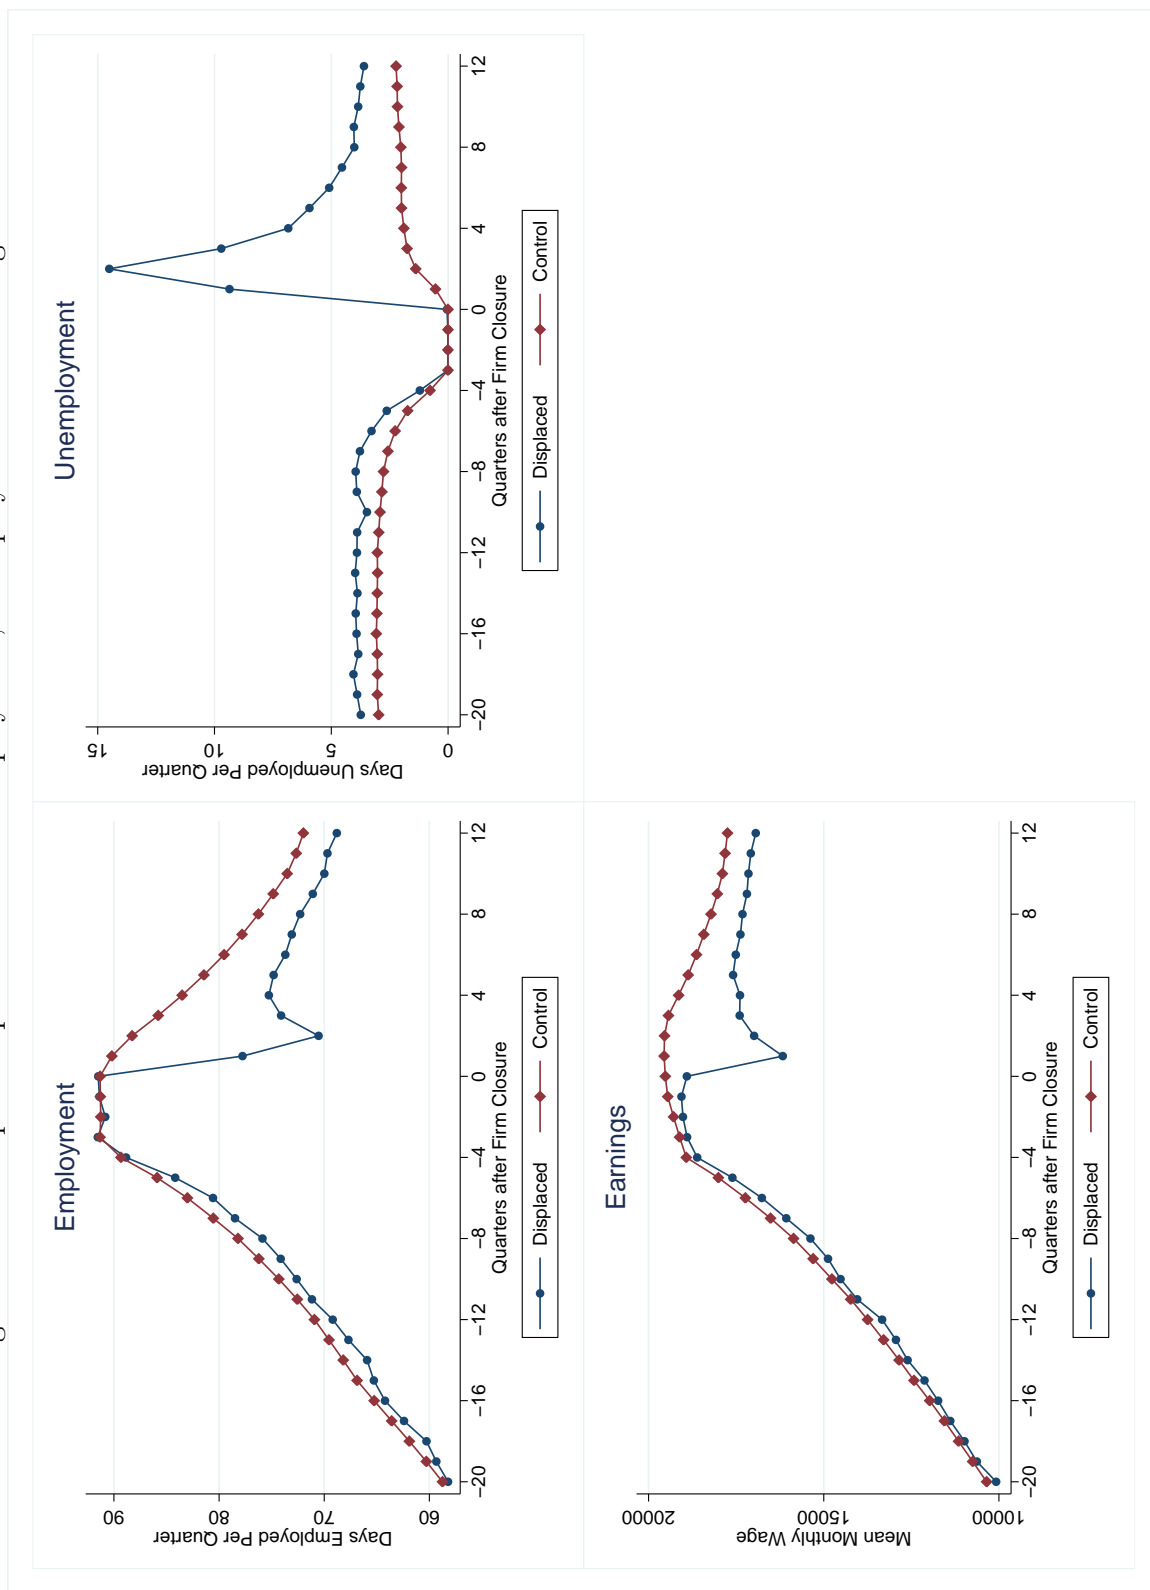 Employment
Days Employed Per Quarter
90
80
70
60
−20 −16 −12 −8 −4 0 4 8 12
Quarters after Firm Closure
Displaced Control
Unemployment
Days Unemployed Per Quarter
15
10
5
0
−20 −16 −12 −8 −4 0 4 8 12
Quarters after Firm Closure
Displaced Control
Earnings
Mean Monthly Wage
20000
15000
10000
−20 −16 −12 −8 −4 0 4 8 12
Quarters after Firm Closure
Displaced Control